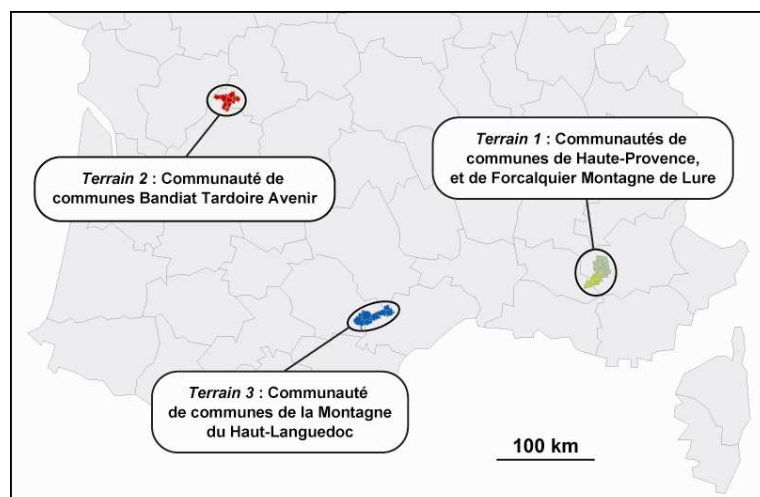 Terrain 1 : Communautés de
communes de Haute-Provence,
et de Forcalquier Montagne de Lure
Terrain 2 : Communauté de
communes Bandiat Tardoire Avenir
Terrain 3 : Communauté
de communes de la Montagne
du Haut-Languedoc
100 km